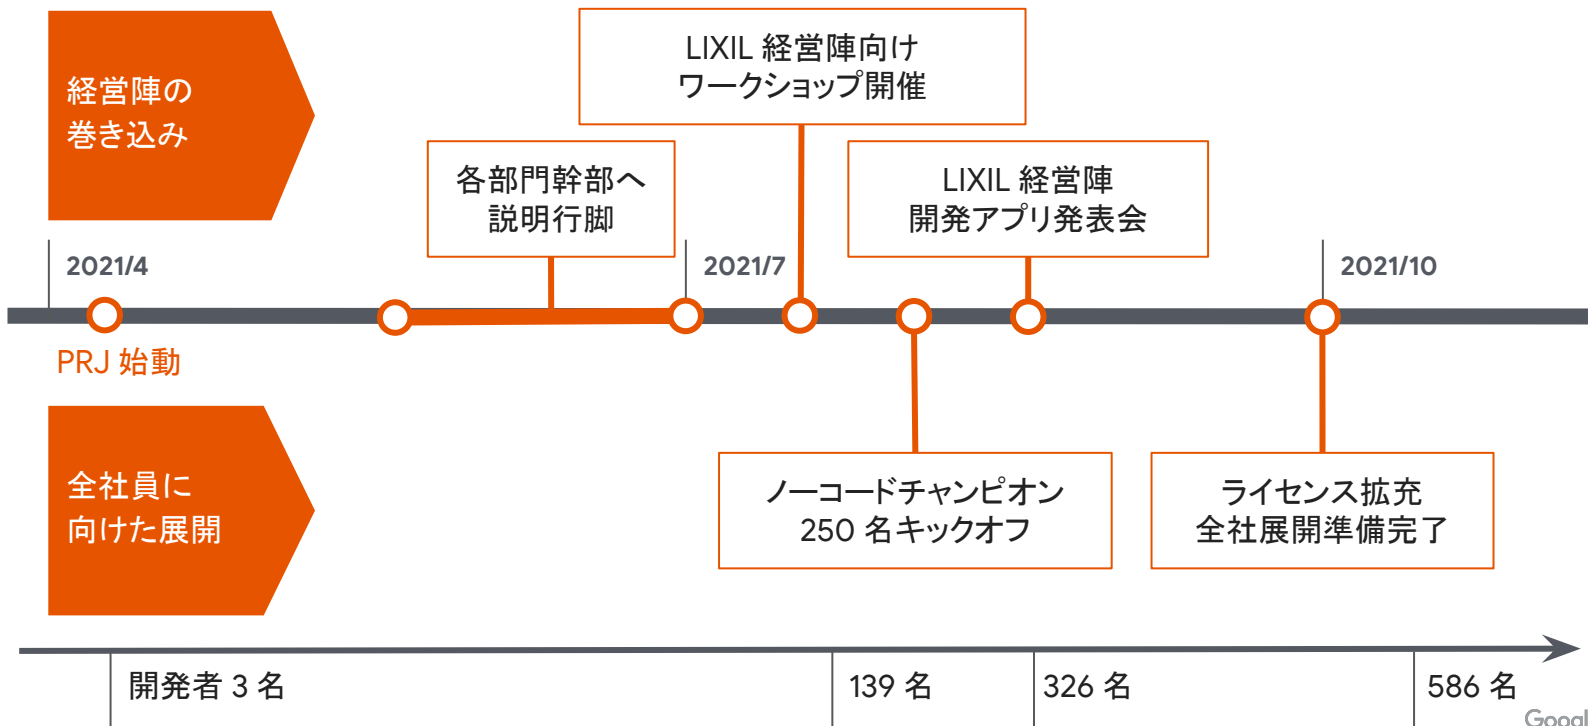 経営陣の
巻き込み
LIXIL 経営陣向け
ワークショップ開催
各部門幹部へ
説明行脚
LIXIL 経営陣
開発アプリ発表会
2021/4
2021/7
2021/10
PRJ 始動
全社員に
向けた展開
ノーコードチャンピオン
250 名キックオフ
ライセンス拡充
全社展開準備完了
開発者 3 名
139 名
326 名
586 名